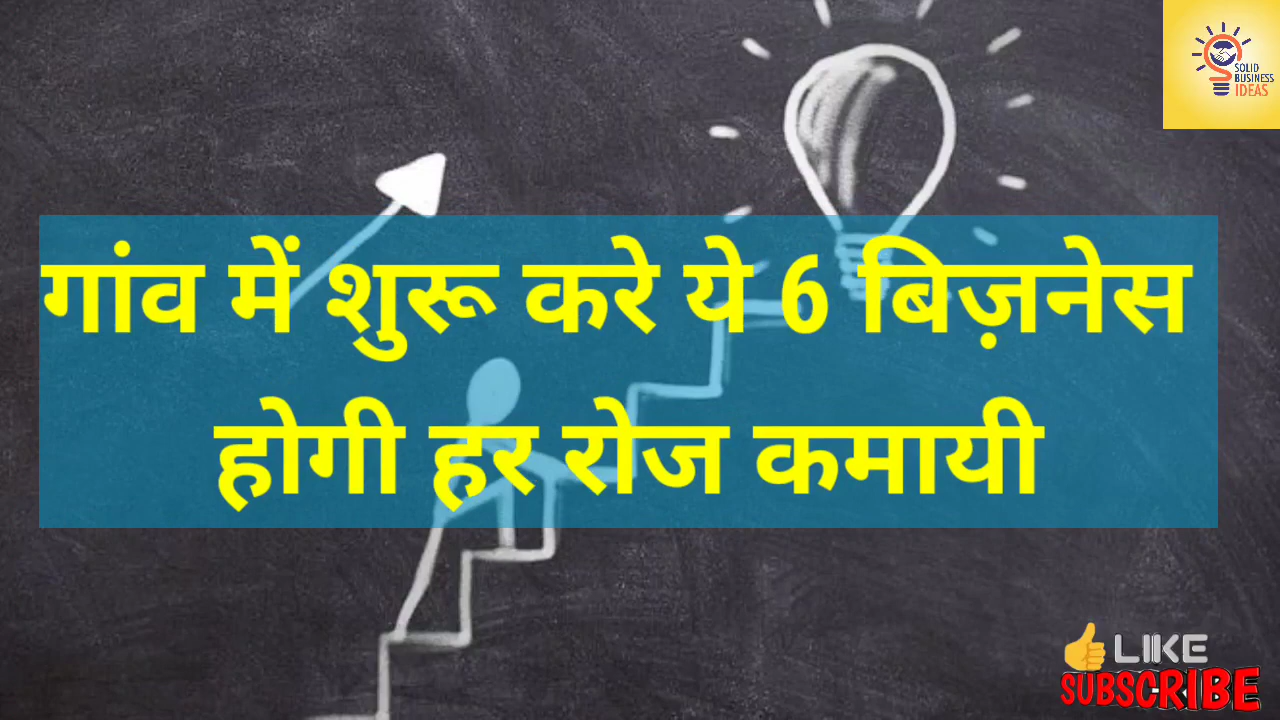 SOLID
BUSINESS
IDEAS
गांव में शुरू करे ये 6 बिज़नेस
होगी हर रोज कमायी
LIKE
SUBSCRIBE